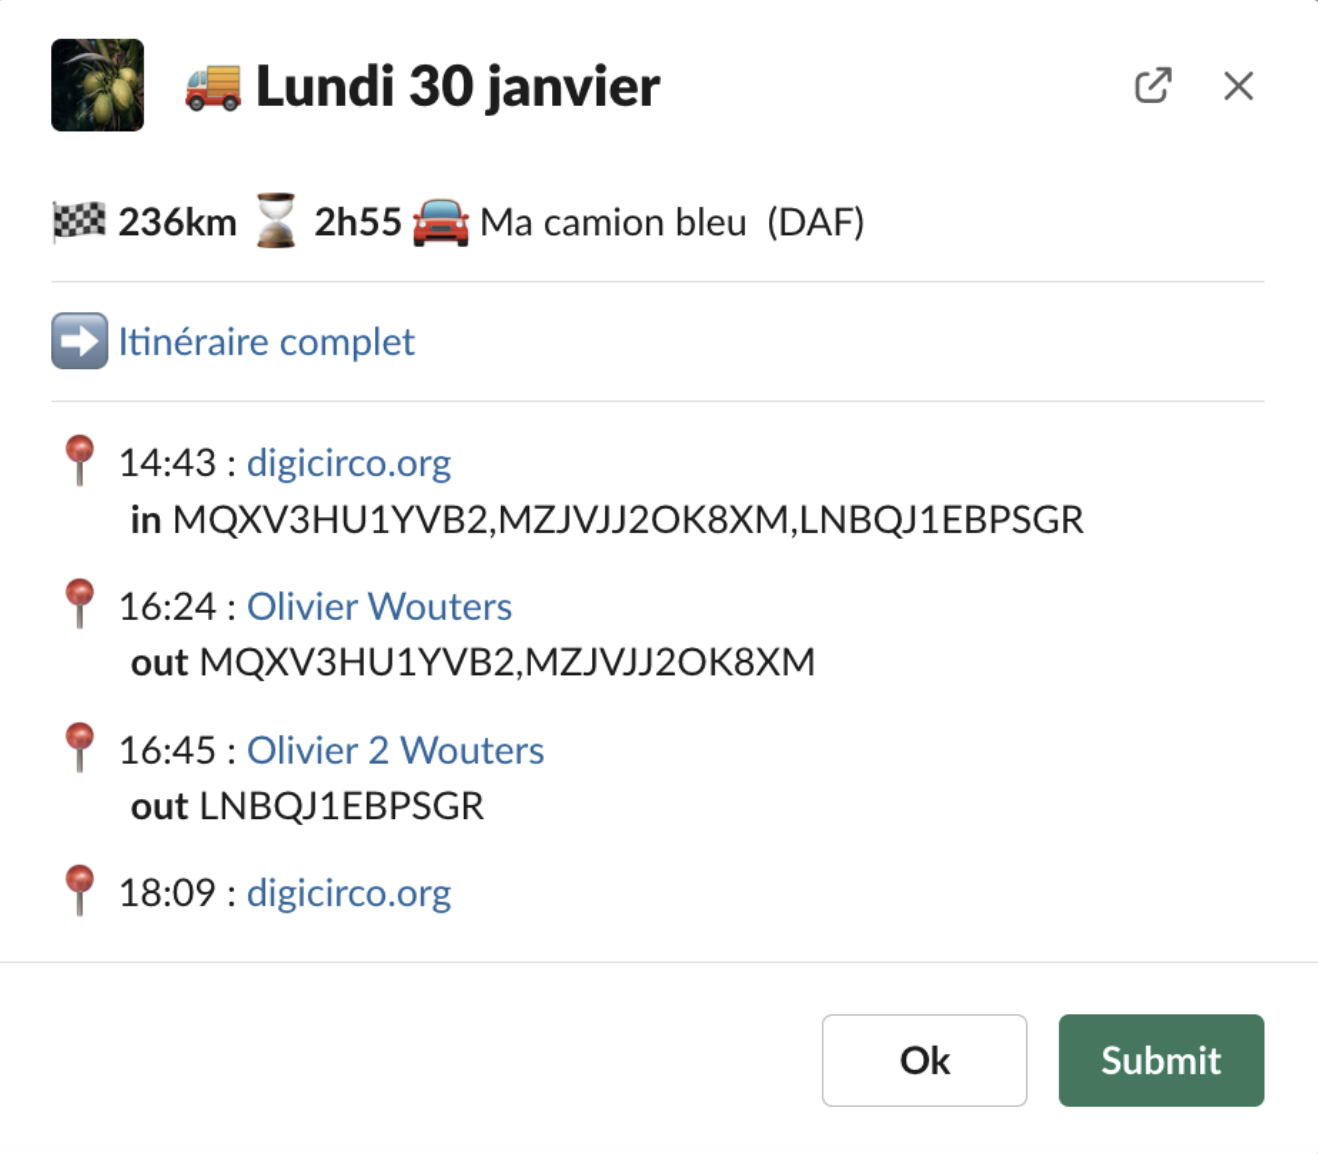 Lundi 30 janvier
236km 2h55 Ma camion bleu (DAF)
Itinéraire complet
14:43 : digicirco.org
in MQXV3HU1YVB2,MZJVJJ2OK8XM,LNBQJ1EBPSGR
16:24 : Olivier Wouters
out MQXV3HU1YVB2,MZJVJJ2OK8XM
16:45 : Olivier 2 Wouters
out LNBQJ1EBPSGR
18:09 : digicirco.org
Ok Submit